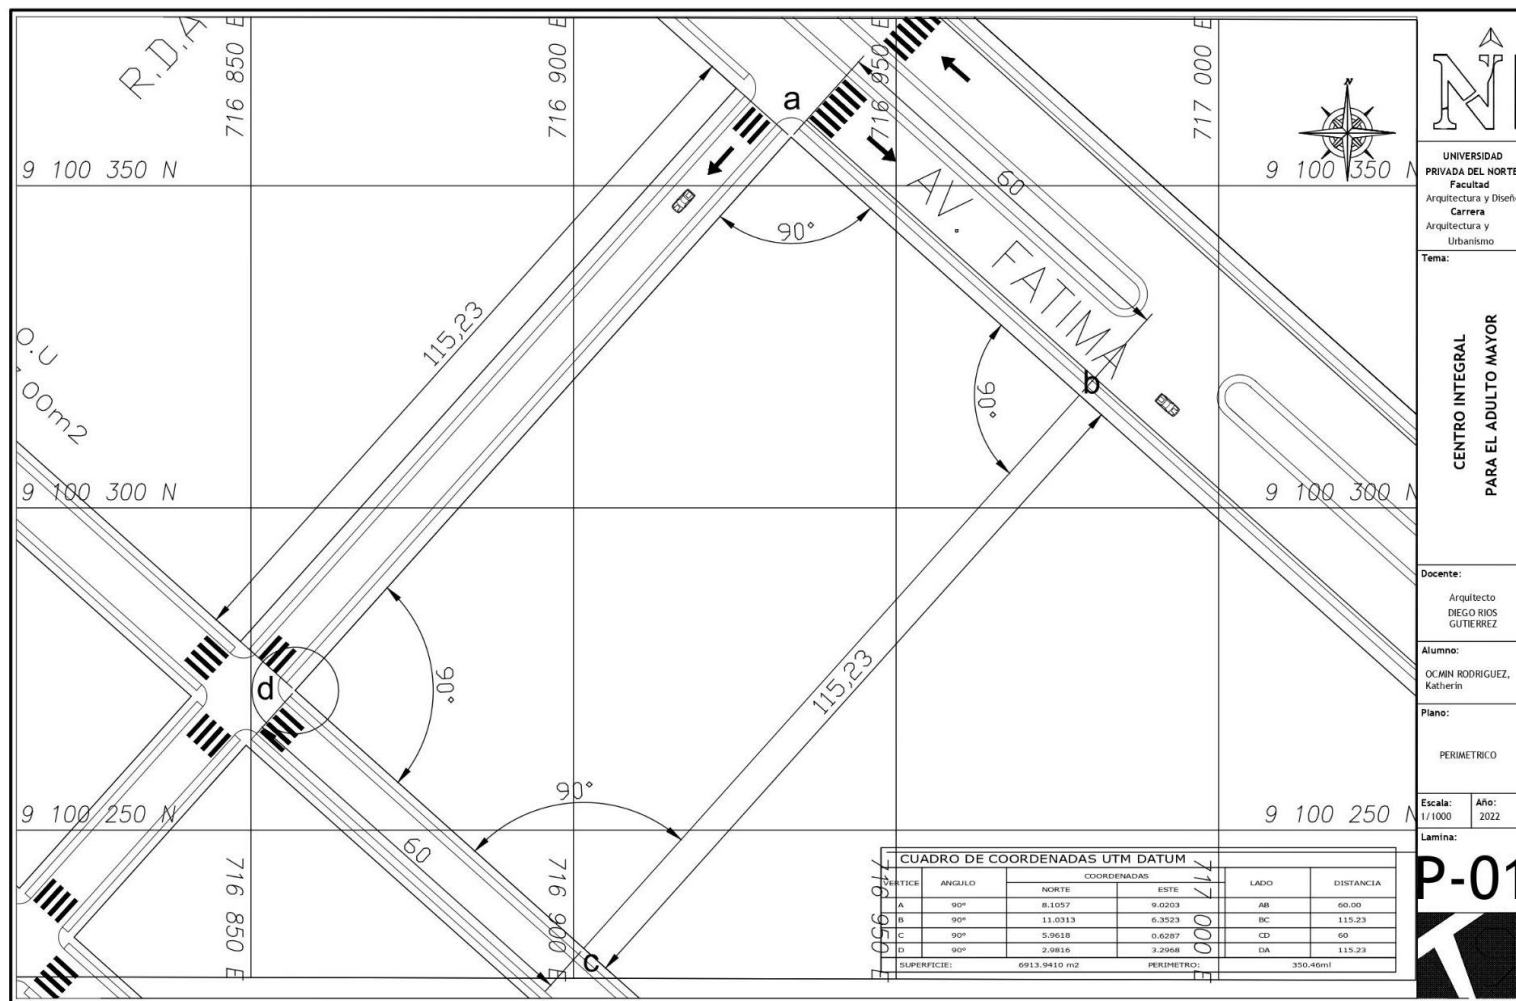 R.D.A
716 850 E
716 900 E
716 950 E
717 000 E
a
N
9 100 350 N
9 100 350 N
60
AV. FATIMA
90°
115,23
O.U
00m2
90°
b
9 100 300 N
9 100 300 N
90°
115,23
d
90°
9 100 250 N
9 100 250 N
60
716 850 E
716 900 E
716 950 E
717 000 E
c
CUADRO DE COORDENADAS UTM DATUM
VERTICE ANGULO COORDENADAS LADO DISTANCIA
NORTE ESTE
A 90° 8.1057 9.0203 AB 60.00
B 90° 11.0313 6.3523 BC 115.23
C 90° 5.9618 0.6287 CD 60
D 90° 2.9816 3.2968 DA 115.23
SUPERFICIE: 6913.9410 m2 PERIMETRO: 350.46ml
N
UNIVERSIDAD
PRIVADA DEL NORTE
Facultad
Arquitectura y Diseñ
Carrera
Arquitectura y
Urbanismo
Tema:
CENTRO INTEGRAL
PARA EL ADULTO MAYOR
Docente:
Arquitecto
DIEGO RIOS
GUTIERREZ
Alumno:
OCMIN RODRIGUEZ,
Katherin
Plano:
PERIMETRICO
Escala: Año:
1/1000 2022
Lamina:
P-01